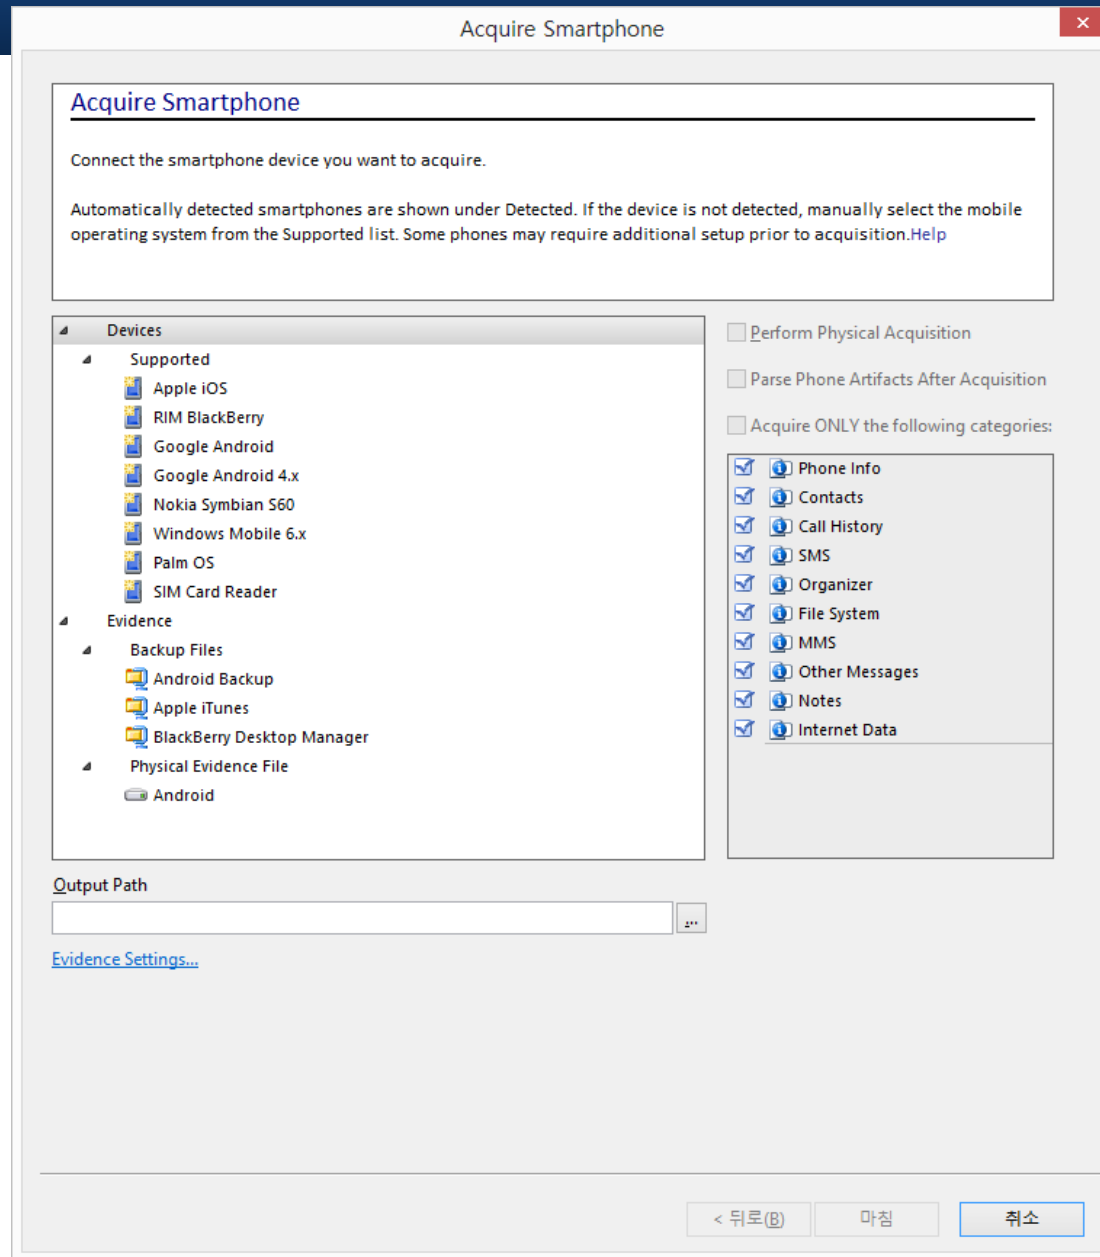 Acquire Smartphone
Acquire Smartphone
Connect the smartphone device you want to acquire.
Automatically detected smartphones are shown under Detected. If the device is not detected, manually select the mobile
operating system from the Supported list. Some phones may require additional setup prior to acquisition.Help
Devices
Supported
Apple iOS
RIM BlackBerry
Google Android
Google Android 4.x
Nokia Symbian S60
Windows Mobile 6.x
Palm OS
SIM Card Reader
Evidence
Backup Files
Android Backup
Apple iTunes
BlackBerry Desktop Manager
Physical Evidence File
Android
Perform Physical Acquisition
Parse Phone Artifacts After Acquisition
Acquire ONLY the following categories:
Phone Info
Contacts
Call History
SMS
Organizer
File System
MMS
Other Messages
Notes
Internet Data
Output Path
...
Evidence Settings...
< 뒤로(B)
마침
취소